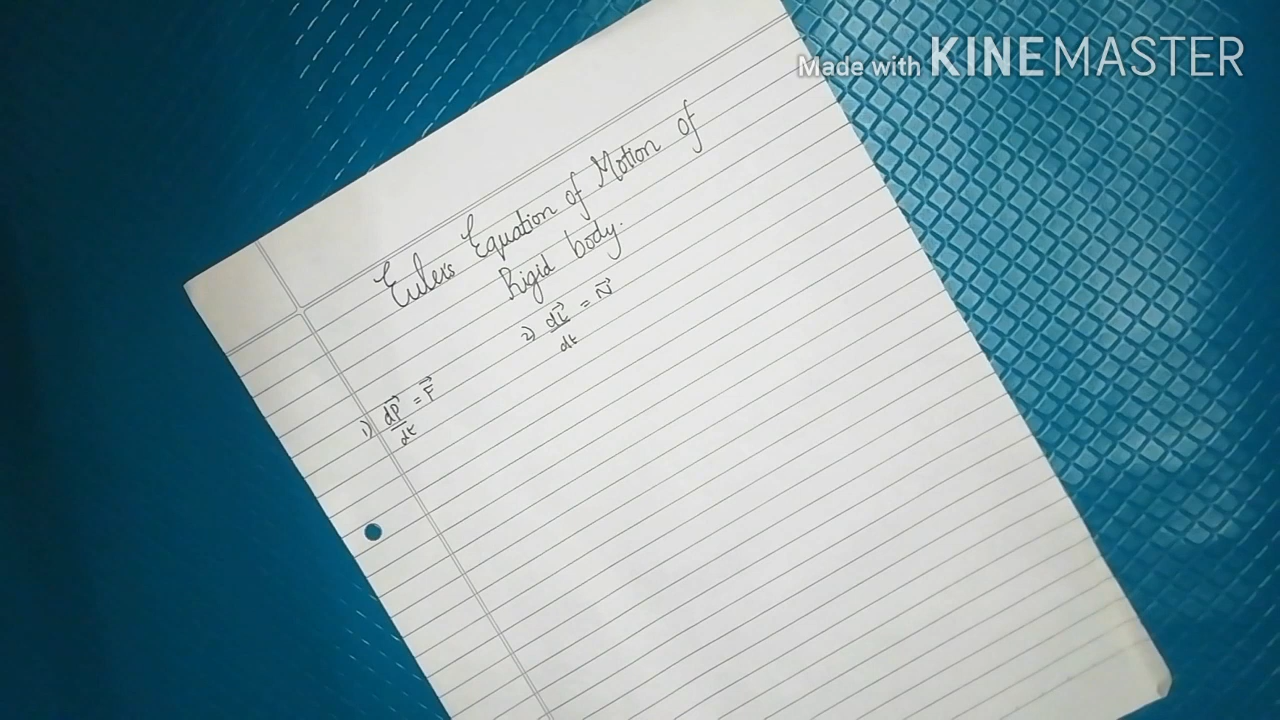 Made with KINEMASTER
Eulers Equation of Motion of
Rigid body.
1) dP⃗/dt = F⃗
2) dL⃗/dt = N⃗